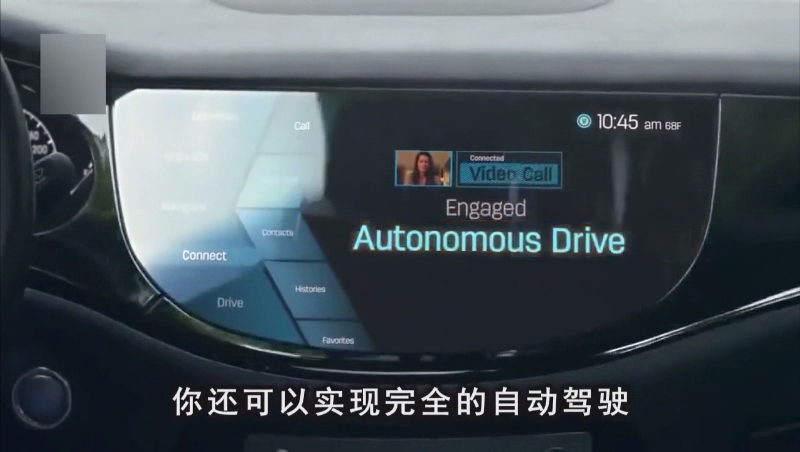 10:45 am 68F
Call
Connected
Video Call
Engaged
Autonomous Drive
Contacts
Connect
Histories
Drive
Favorites
200
你还可以实现完全的自动驾驶